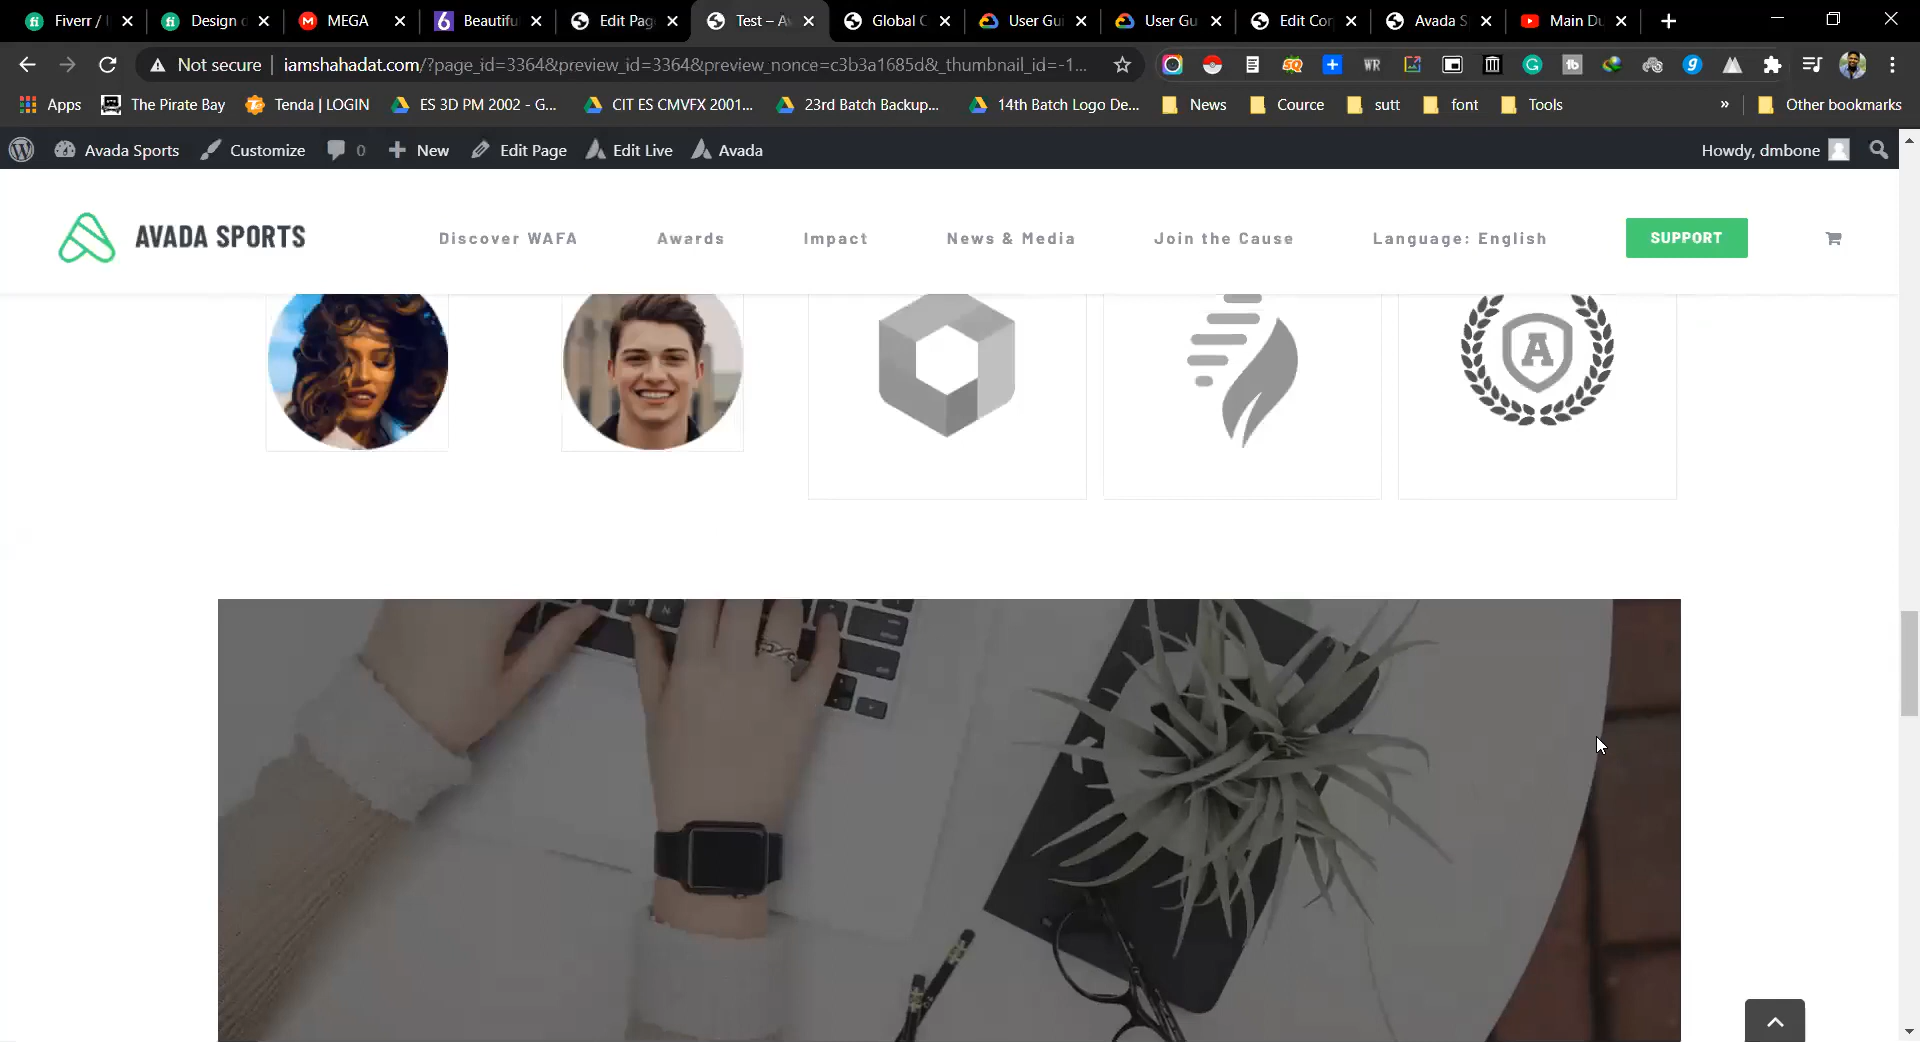 Fiverr /
Design o
MEGA
Beautifu
Edit Pag
Test – A
Global C
User Gu
User Gu
Edit Cor
Avada S
Main Du
Not secure
iamshahadat.com/?page_id=3364&preview_id=3364&preview_nonce=c3b3a1685d&_thumbnail_id=-1...
Apps
The Pirate Bay
Tenda | LOGIN
ES 3D PM 2002 - G...
CIT ES CMVFX 2001...
23rd Batch Backup...
14th Batch Logo De...
News
Cource
sutt
font
Tools
»
Other bookmarks
Avada Sports
Customize
0
New
Edit Page
Edit Live
Avada
Howdy, dmbone
AVADA SPORTS
Discover WAFA
Awards
Impact
News & Media
Join the Cause
Language: English
SUPPORT
A